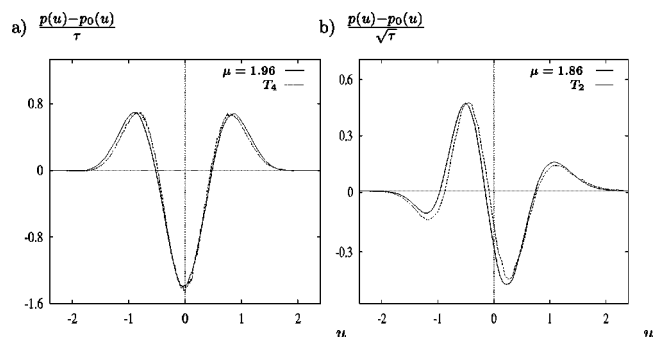 a) p(u)−p₀(u)
τ
b) p(u)−p₀(u)
√τ
μ = 1.96
T₄
0.8
0
-0.8
-1.6
-2 -1 0 1 2
u
μ = 1.86
T₂
0.6
0.3
0
-0.3
-2 -1 0 1 2
u